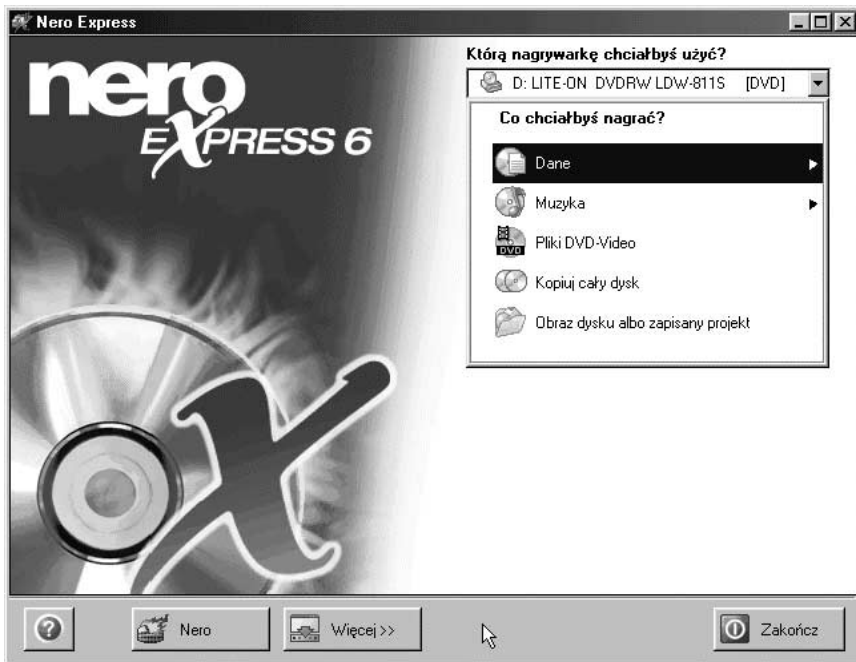 Nero Express
nero
EXPRESS 6
Którą nagrywarkę chciałbyś użyć?
D: LITE-ON DVDRW LDW-811S [DVD]
Co chciałbyś nagrać?
Dane
Muzyka
DVD
Pliki DVD-Video
Kopiuj cały dysk
Obraz dysku albo zapisany projekt
?
Nero
Więcej >>
Zakończ